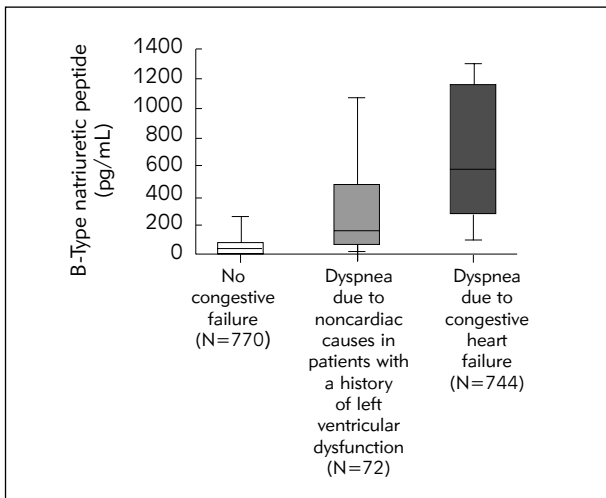 B-Type natriuretic peptide
(pg/mL)
1400
1200
1000
800
600
400
200
0
No
congestive
failure
(N=770)
Dyspnea
due to
noncardiac
causes in
patients with
a history
of left
ventricular
dysfunction
(N=72)
Dyspnea
due to
congestive
heart
failure
(N=744)